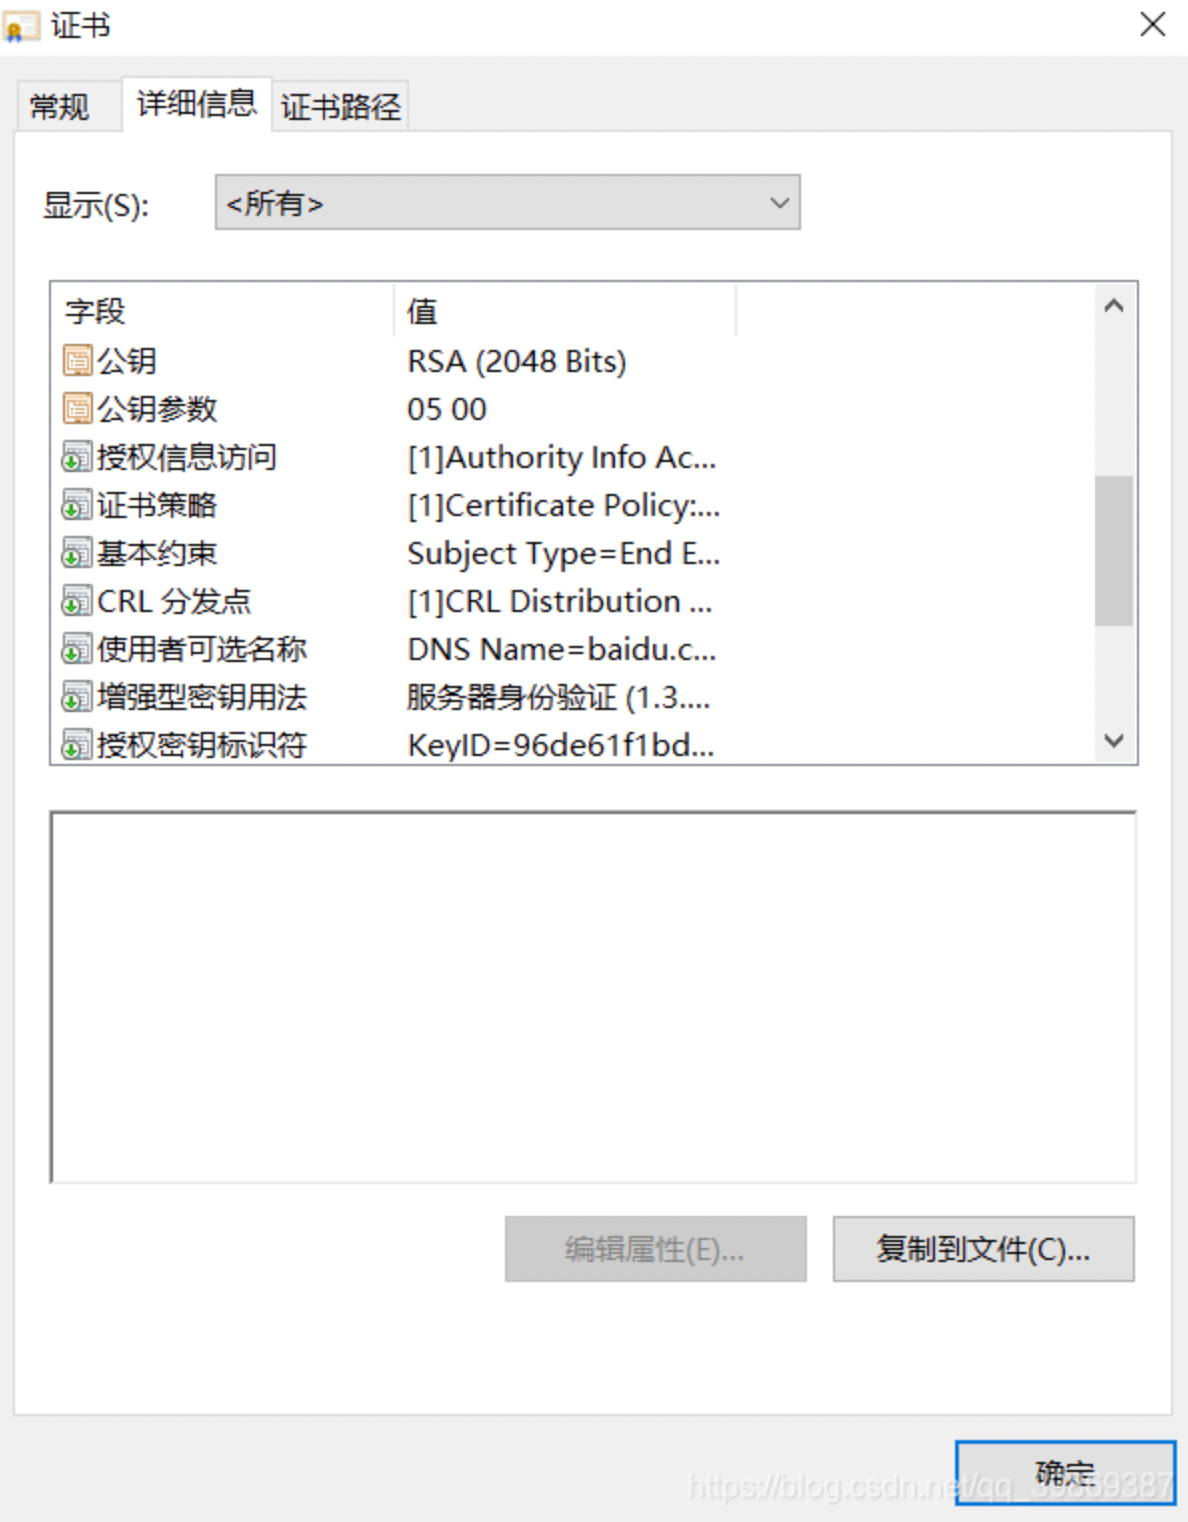 证书
常规 详细信息 证书路径
显示(S): <所有>
字段 值
公钥 RSA (2048 Bits)
公钥参数 05 00
授权信息访问 [1]Authority Info Ac...
证书策略 [1]Certificate Policy:...
基本约束 Subject Type=End E...
CRL 分发点 [1]CRL Distribution ...
使用者可选名称 DNS Name=baidu.c...
增强型密钥用法 服务器身份验证 (1.3....
授权密钥标识符 KeyID=96de61f1bd...
编辑属性(E)... 复制到文件(C)...
确定
https://blog.csdn.net/qq_39869387